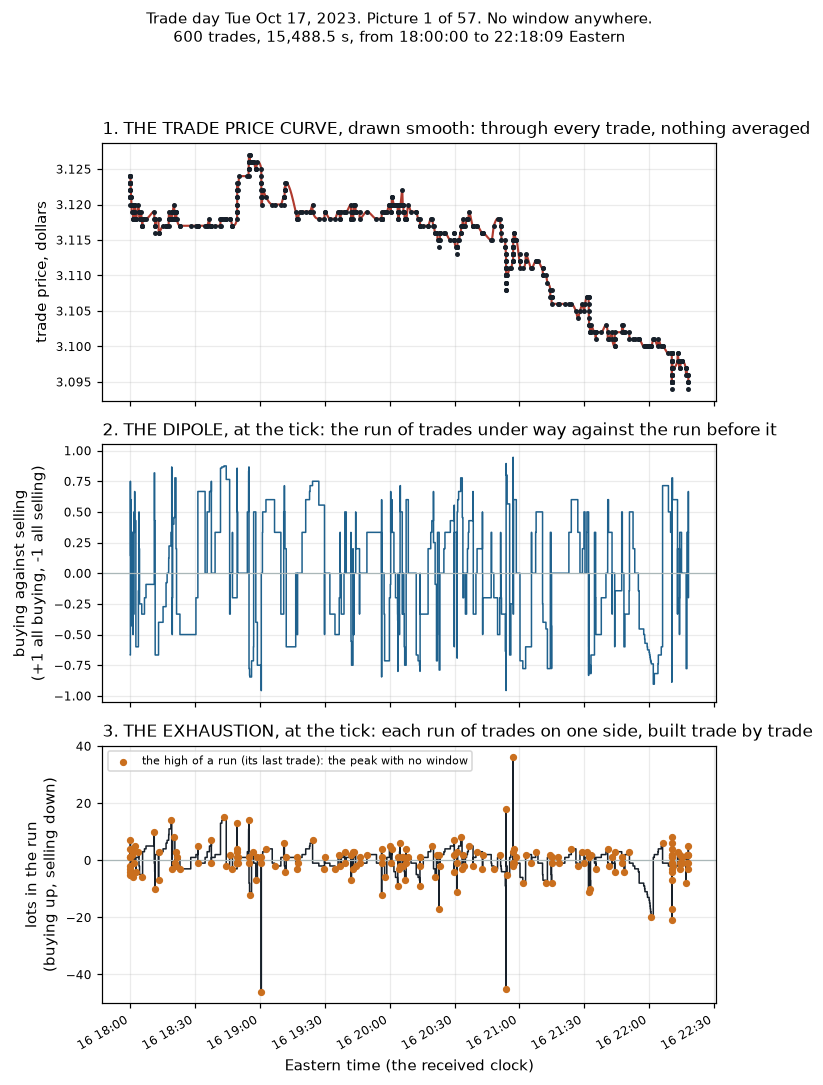 Trade day Tue Oct 17, 2023. Picture 1 of 57. No window anywhere.
600 trades, 15,488.5 s, from 18:00:00 to 22:18:09 Eastern
1. THE TRADE PRICE CURVE, drawn smooth: through every trade, nothing averaged
trade price, dollars
3.125
3.120
3.115
3.110
3.105
3.100
3.095
2. THE DIPOLE, at the tick: the run of trades under way against the run before it
buying against selling
(+1 all buying, -1 all selling)
1.00
0.75
0.50
0.25
0.00
−0.25
−0.50
−0.75
−1.00
3. THE EXHAUSTION, at the tick: each run of trades on one side, built trade by trade
the high of a run (its last trade): the peak with no window
lots in the run
(buying up, selling down)
40
20
0
−20
−40
16 18:00
16 18:30
16 19:00
16 19:30
16 20:00
16 20:30
16 21:00
16 21:30
16 22:00
16 22:30
Eastern time (the received clock)